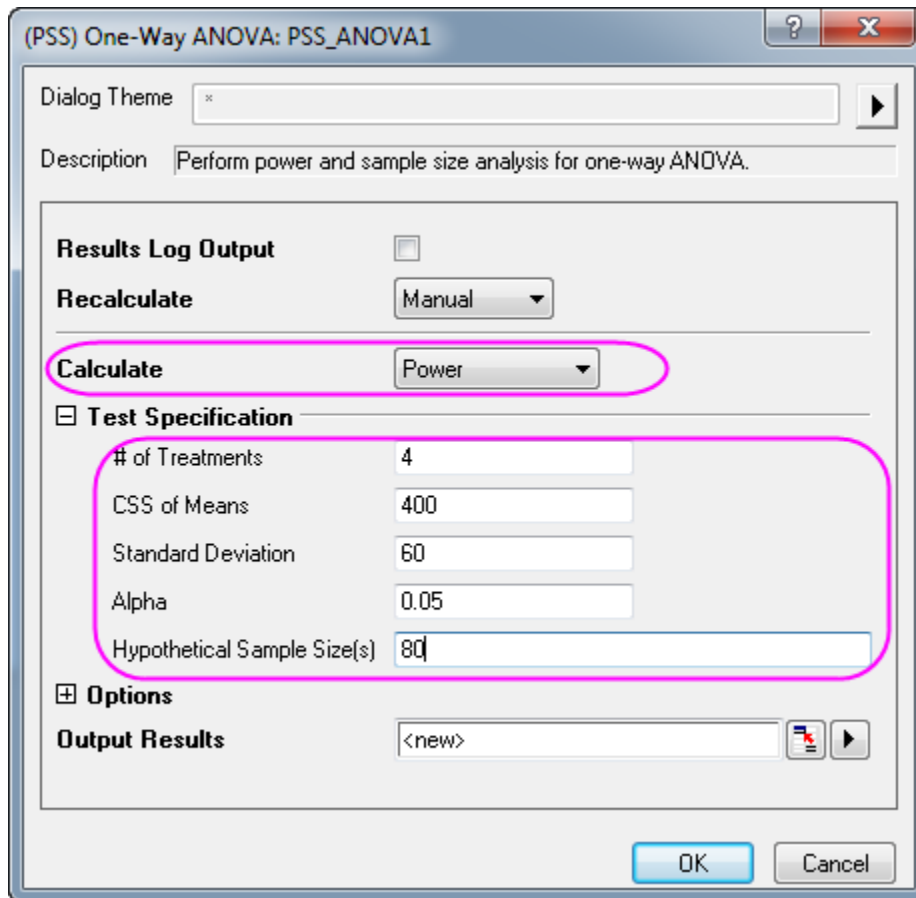 (PSS) One-Way ANOVA: PSS_ANOVA1
Dialog Theme *
Description Perform power and sample size analysis for one-way ANOVA.
Results Log Output
Recalculate Manual
Calculate Power
Test Specification
# of Treatments 4
CSS of Means 400
Standard Deviation 60
Alpha 0.05
Hypothetical Sample Size(s) 80
Options
Output Results <new>
OK Cancel